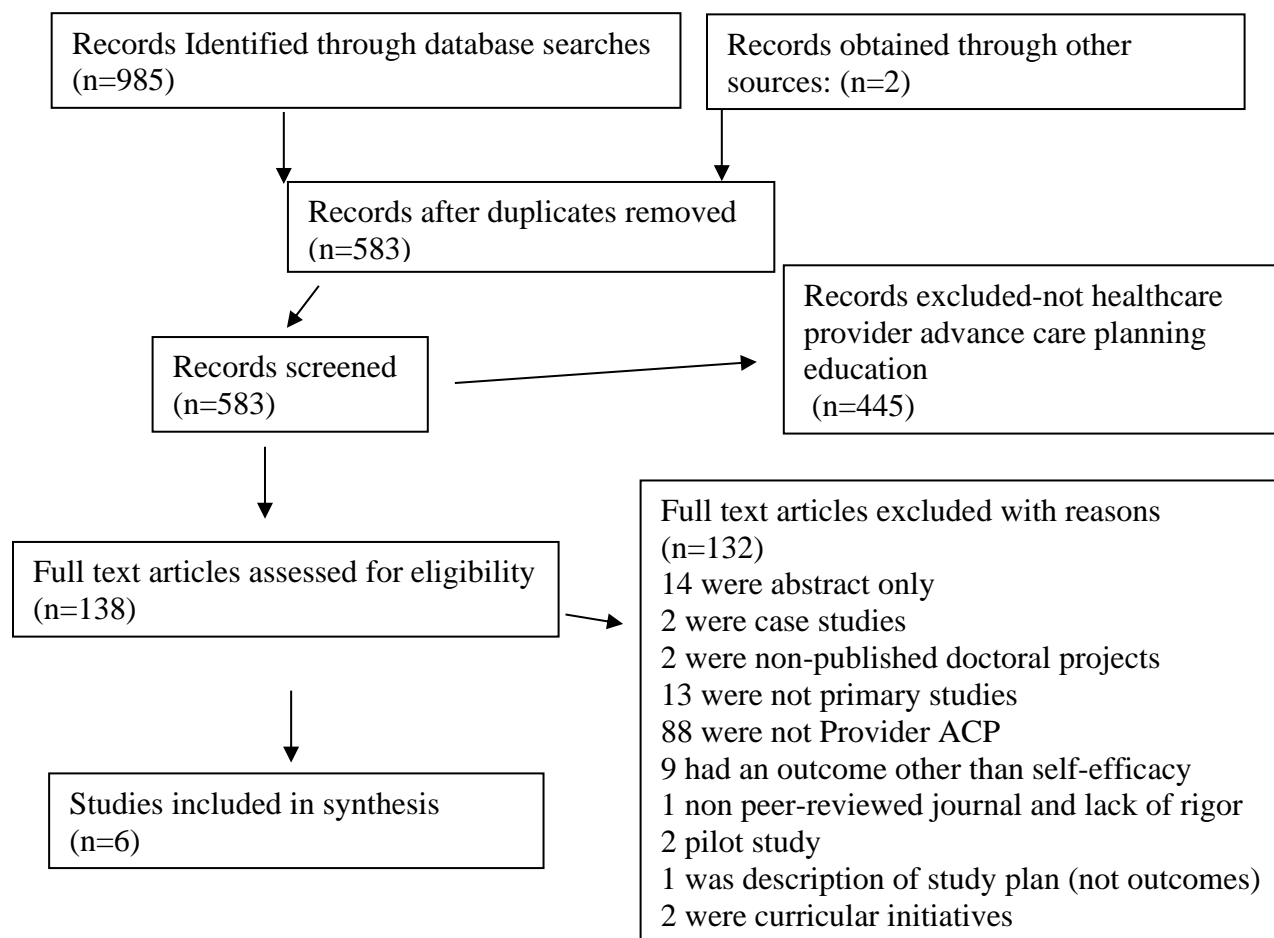 Records Identified through database searches
(n=985)
Records obtained through other
sources: (n=2)
Records after duplicates removed
(n=583)
Records excluded-not healthcare
provider advance care planning
education
(n=445)
Records screened
(n=583)
Full text articles assessed for eligibility
(n=138)
Full text articles excluded with reasons
(n=132)
14 were abstract only
2 were case studies
2 were non-published doctoral projects
13 were not primary studies
88 were not Provider ACP
9 had an outcome other than self-efficacy
1 non peer-reviewed journal and lack of rigor
2 pilot study
1 was description of study plan (not outcomes)
2 were curricular initiatives
Studies included in synthesis
(n=6)